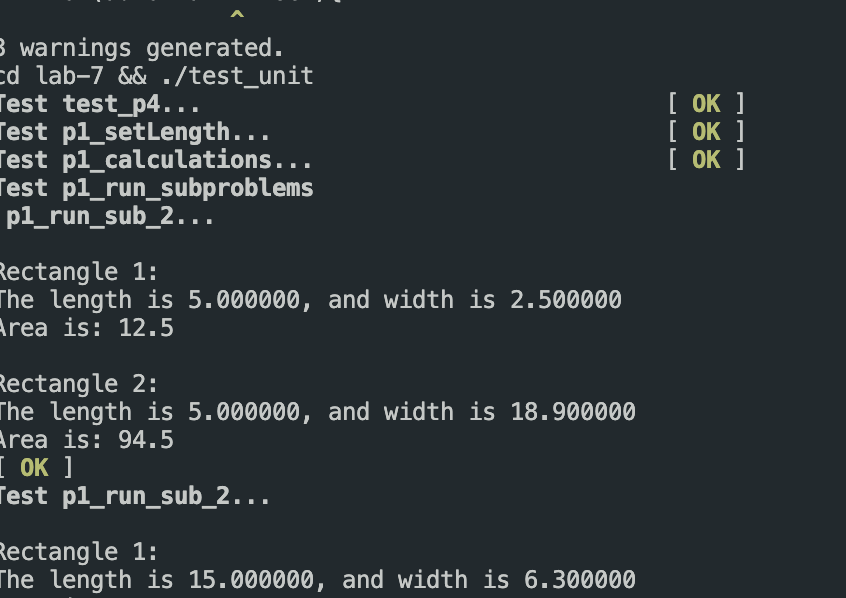 ^
3 warnings generated.
cd lab-7 && ./test_unit
Test test_p4... [ OK ]
Test p1_setLength... [ OK ]
Test p1_calculations... [ OK ]
Test p1_run_subproblems
p1_run_sub_2...
Rectangle 1:
The length is 5.000000, and width is 2.500000
Area is: 12.5
Rectangle 2:
The length is 5.000000, and width is 18.900000
Area is: 94.5
[ OK ]
Test p1_run_sub_2...
Rectangle 1:
The length is 15.000000, and width is 6.300000